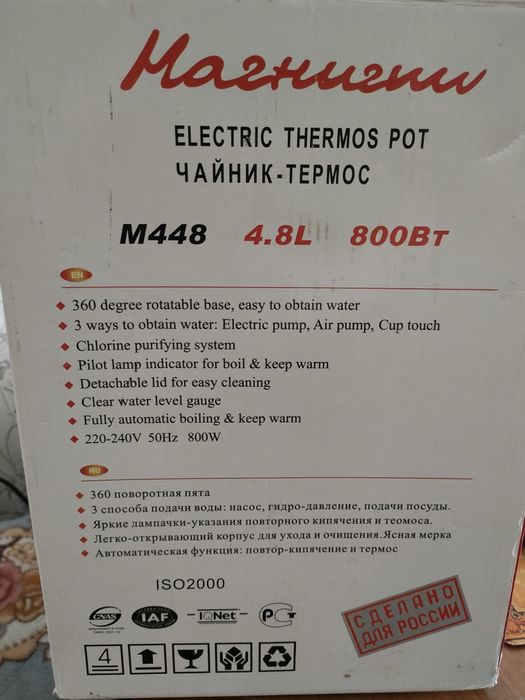 Магнит
ELECTRIC THERMOS POT
ЧАЙНИК-ТЕРМОС
M448 4.8L 800Вт
EN
360 degree rotatable base, easy to obtain water
3 ways to obtain water: Electric pump, Air pump, Cup touch
Chlorine purifying system
Pilot lamp indicator for boil & keep warm
Detachable lid for easy cleaning
Clear water level gauge
Fully automatic boiling & keep warm
220-240V 50Hz 800W
RU
360 поворотная пята
3 способа подачи воды: насос, гидро-давление, подачи посуды.
Яркие лампачки-указания повторного кипячения и теомоса.
Легко-открывающий корпус для ухода и очищения.Ясная мерка
Автоматическая функция: повтор-кипячение и термос
ISO2000
CNAS IAF IQNet РСТ
СДЕЛАНО
ДЛЯ РОССИИ
4